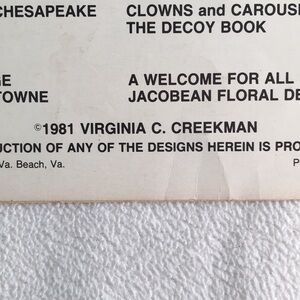 CHESAPEAKE CLOWNS and CAROUS
THE DECOY BOOK
GE A WELCOME FOR ALL
TOWNE JACOBEAN FLORAL DE
©1981 VIRGINIA C. CREEKMAN
UCTION OF ANY OF THE DESIGNS HEREIN IS PRO
Va. Beach, Va. P